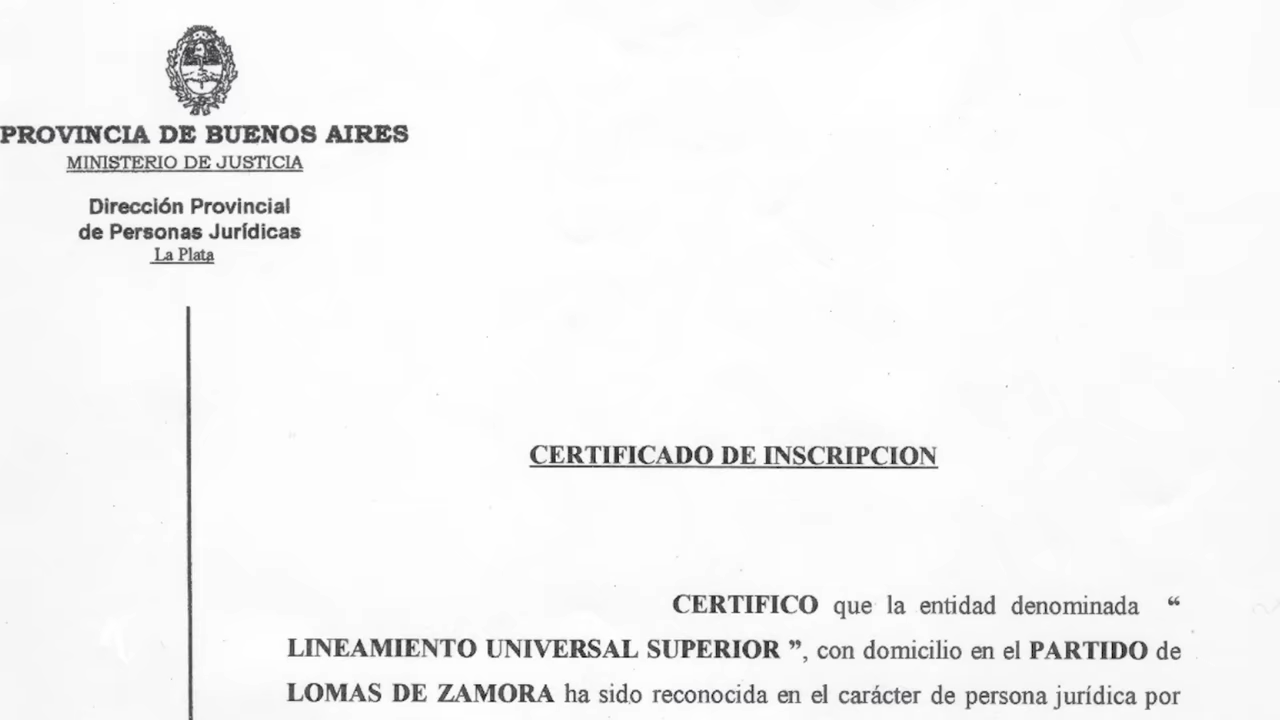 PROVINCIA DE BUENOS AIRES
MINISTERIO DE JUSTICIA
Dirección Provincial
de Personas Jurídicas
La Plata
CERTIFICADO DE INSCRIPCION
CERTIFICO que la entidad denominada “
LINEAMIENTO UNIVERSAL SUPERIOR ”, con domicilio en el PARTIDO de
LOMAS DE ZAMORA ha sido reconocida en el carácter de persona jurídica por